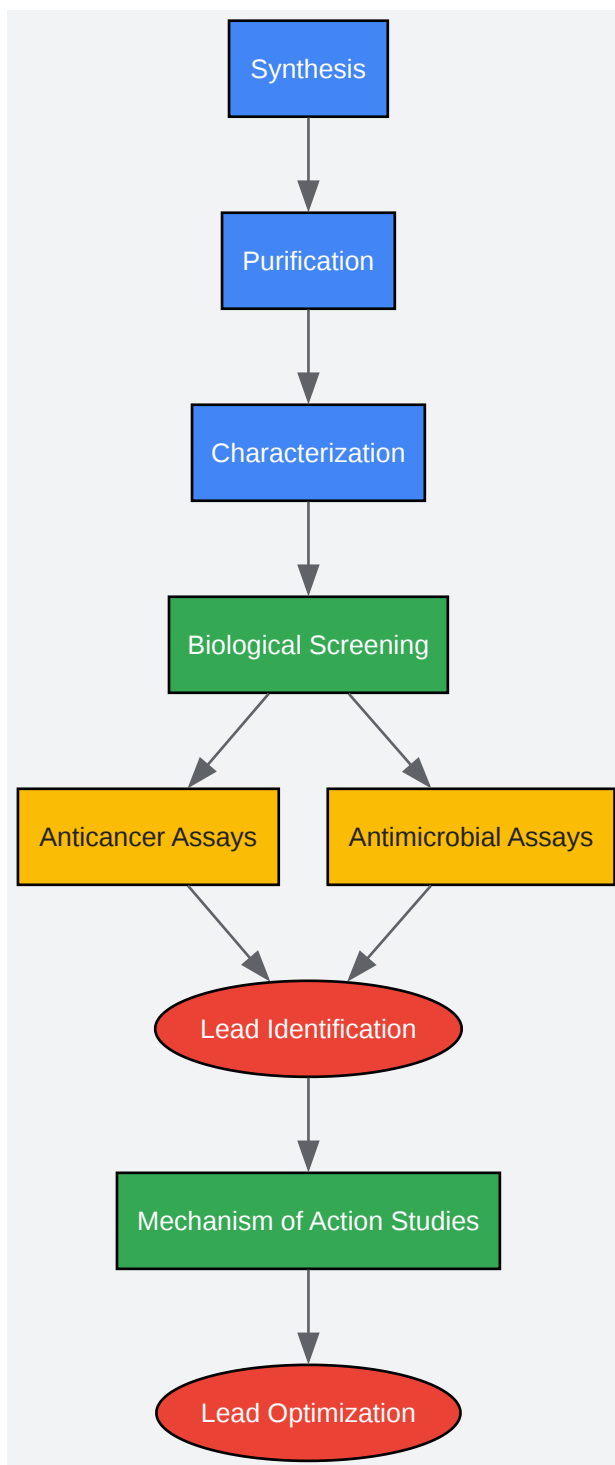 Synthesis
Purification
Characterization
Biological Screening
Anticancer Assays
Antimicrobial Assays
Lead Identification
Mechanism of Action Studies
Lead Optimization